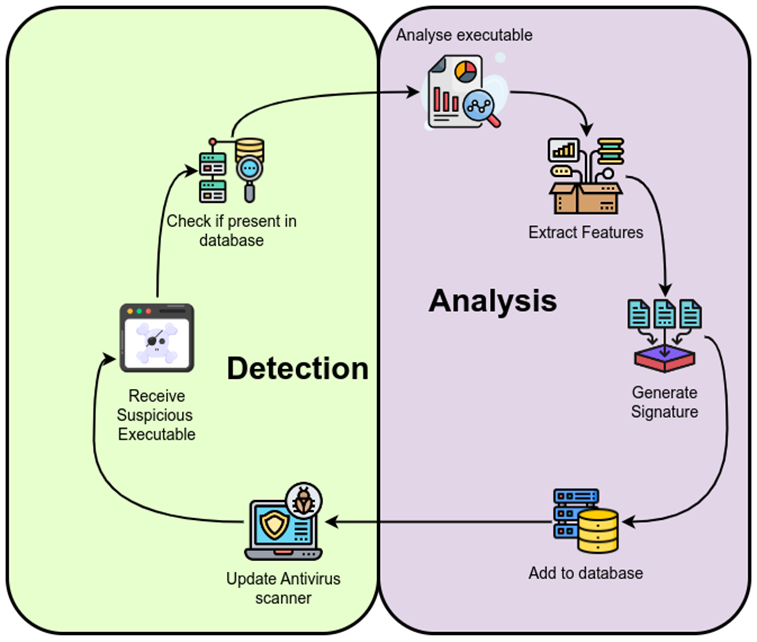 Analyse executable
Check if present in
database
Extract Features
Analysis
Detection
Receive
Suspicious
Executable
Generate
Signature
Update Antivirus
scanner
Add to database